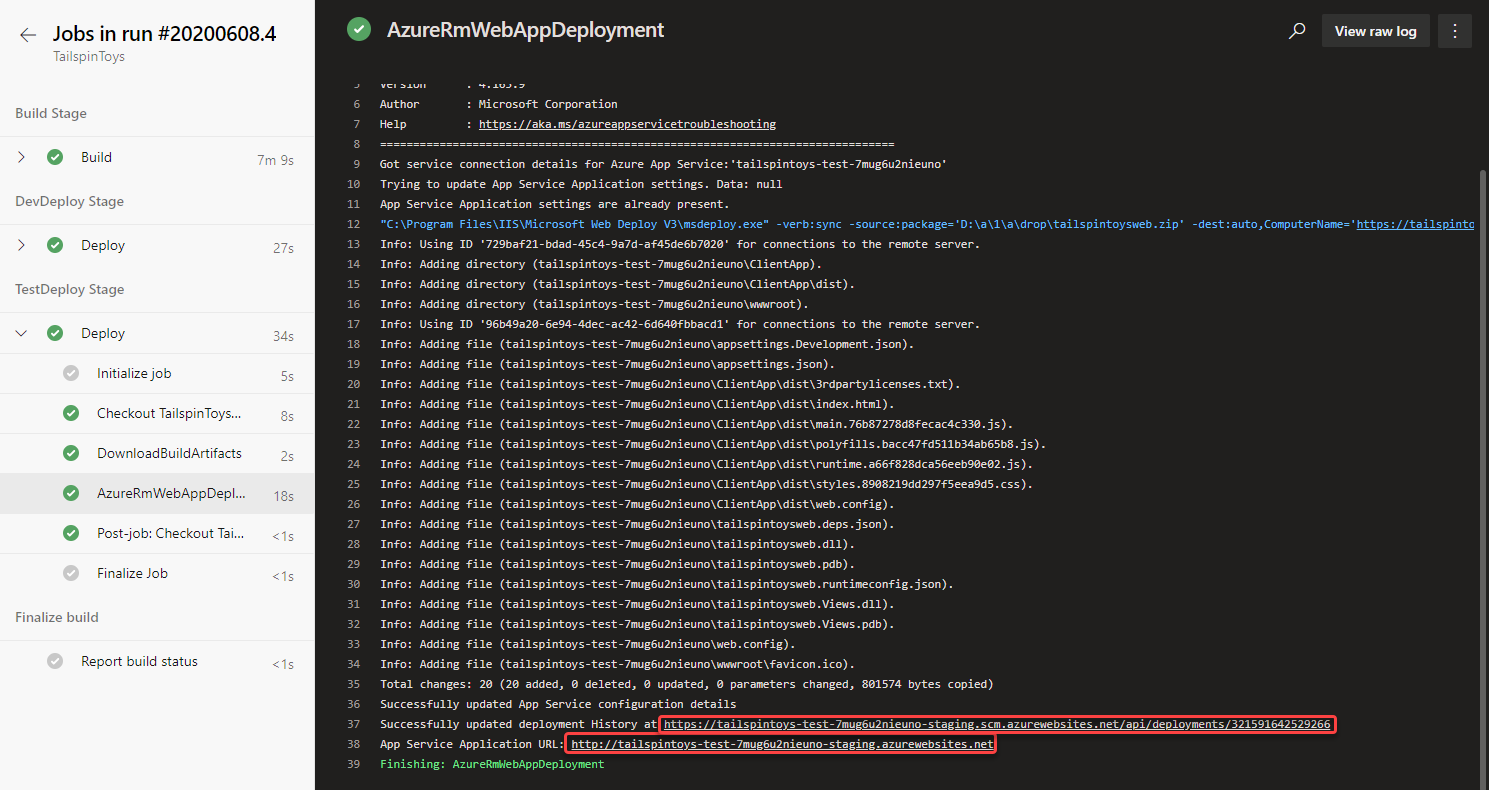 Jobs in run #20200608.4
TailspinToys
Build Stage
Build 7m 9s
DevDeploy Stage
Deploy 27s
TestDeploy Stage
Deploy 34s
Initialize job 5s
Checkout TailspinToys... 8s
DownloadBuildArtifacts 2s
AzureRmWebAppDepl... 18s
Post-job: Checkout Tai... <1s
Finalize Job <1s
Finalize build
Report build status <1s
AzureRmWebAppDeployment
View raw log
5 Version : 4.163.9
6 Author : Microsoft Corporation
7 Help : https://aka.ms/azureappservicetroubleshooting
8 ==============================================================================
9 Got service connection details for Azure App Service:'tailspintoys-test-7mug6u2nieuno'
10 Trying to update App Service Application settings. Data: null
11 App Service Application settings are already present.
12 "C:\Program Files\IIS\Microsoft Web Deploy V3\msdeploy.exe" -verb:sync -source:package='D:\a\1\a\drop\tailspintoysweb.zip' -dest:auto,ComputerName='https://tailspinto
13 Info: Using ID '729baf21-bdad-45c4-9a7d-af45de6b7020' for connections to the remote server.
14 Info: Adding directory (tailspintoys-test-7mug6u2nieuno\ClientApp).
15 Info: Adding directory (tailspintoys-test-7mug6u2nieuno\ClientApp\dist).
16 Info: Adding directory (tailspintoys-test-7mug6u2nieuno\wwwroot).
17 Info: Using ID '96b49a20-6e94-4dec-ac42-6d640fbbacd1' for connections to the remote server.
18 Info: Adding file (tailspintoys-test-7mug6u2nieuno\appsettings.Development.json).
19 Info: Adding file (tailspintoys-test-7mug6u2nieuno\appsettings.json).
20 Info: Adding file (tailspintoys-test-7mug6u2nieuno\ClientApp\dist\3rdpartylicenses.txt).
21 Info: Adding file (tailspintoys-test-7mug6u2nieuno\ClientApp\dist\index.html).
22 Info: Adding file (tailspintoys-test-7mug6u2nieuno\ClientApp\dist\main.76b87278d8fecac4c330.js).
23 Info: Adding file (tailspintoys-test-7mug6u2nieuno\ClientApp\dist\polyfills.bacc47fd511b34ab65b8.js).
24 Info: Adding file (tailspintoys-test-7mug6u2nieuno\ClientApp\dist\runtime.a66f828dca56eeb90e02.js).
25 Info: Adding file (tailspintoys-test-7mug6u2nieuno\ClientApp\dist\styles.8908219dd297f5eea9d5.css).
26 Info: Adding file (tailspintoys-test-7mug6u2nieuno\ClientApp\dist\web.config).
27 Info: Adding file (tailspintoys-test-7mug6u2nieuno\tailspintoysweb.deps.json).
28 Info: Adding file (tailspintoys-test-7mug6u2nieuno\tailspintoysweb.dll).
29 Info: Adding file (tailspintoys-test-7mug6u2nieuno\tailspintoysweb.pdb).
30 Info: Adding file (tailspintoys-test-7mug6u2nieuno\tailspintoysweb.runtimeconfig.json).
31 Info: Adding file (tailspintoys-test-7mug6u2nieuno\tailspintoysweb.Views.dll).
32 Info: Adding file (tailspintoys-test-7mug6u2nieuno\tailspintoysweb.Views.pdb).
33 Info: Adding file (tailspintoys-test-7mug6u2nieuno\web.config).
34 Info: Adding file (tailspintoys-test-7mug6u2nieuno\wwwroot\favicon.ico).
35 Total changes: 20 (20 added, 0 deleted, 0 updated, 0 parameters changed, 801574 bytes copied)
36 Successfully updated App Service configuration details
37 Successfully updated deployment History at https://tailspintoys-test-7mug6u2nieuno-staging.scm.azurewebsites.net/api/deployments/321591642529266
38 App Service Application URL: http://tailspintoys-test-7mug6u2nieuno-staging.azurewebsites.net
39 Finishing: AzureRmWebAppDeployment